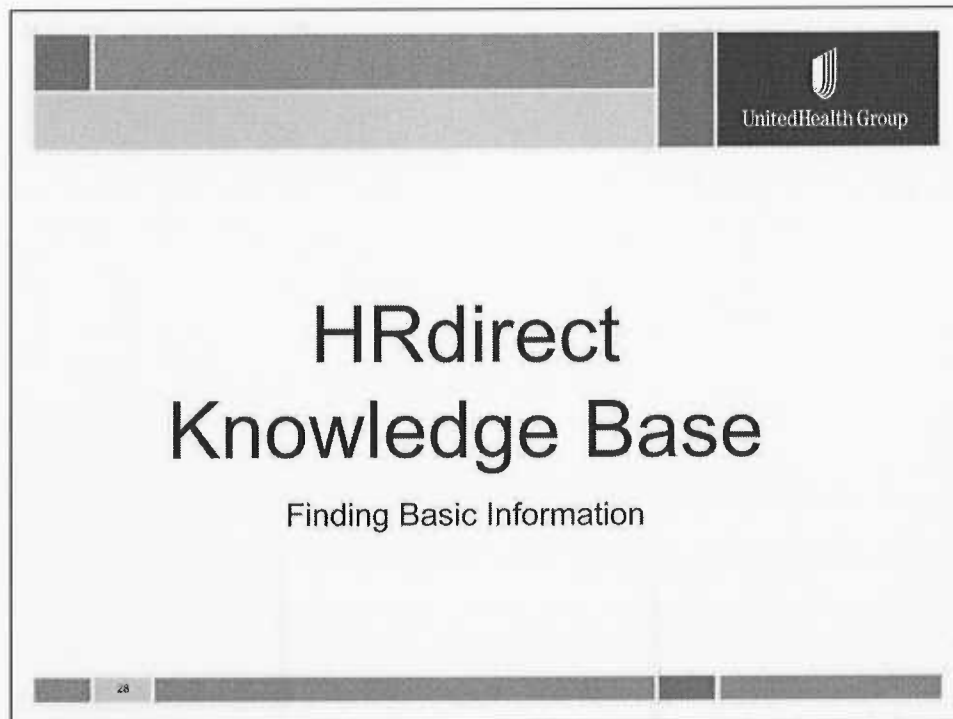 UnitedHealth Group
HRdirect
Knowledge Base
Finding Basic Information
28